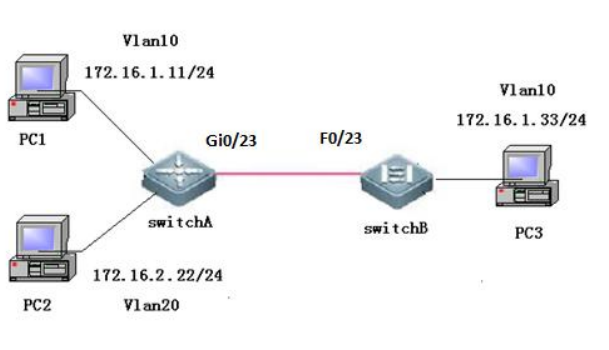 Vlan10
172.16.1.11/24
PC1
Gi0/23
F0/23
Vlan10
172.16.1.33/24
switchA
switchB
PC3
172.16.2.22/24
PC2
Vlan20